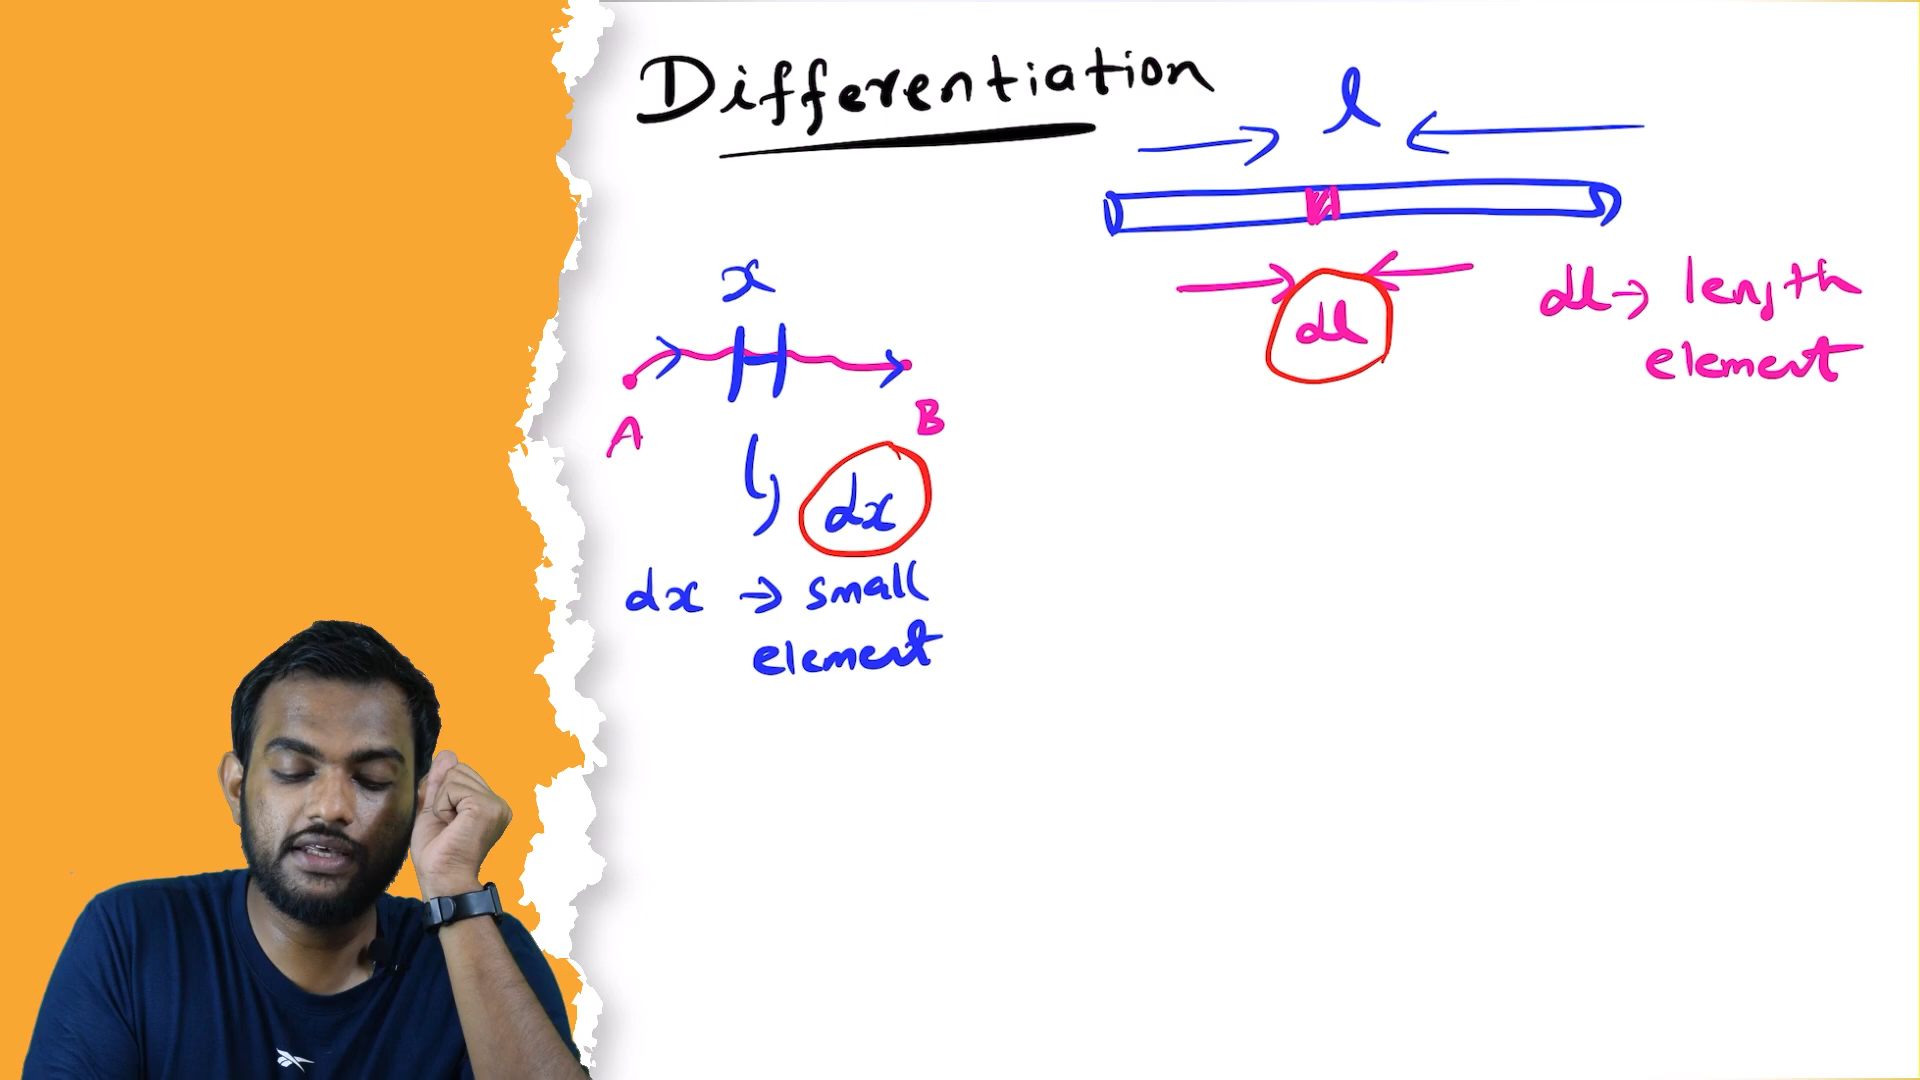 Differentiation
l
x
A
B
dx
dx → small
element
dl
dl → length
element